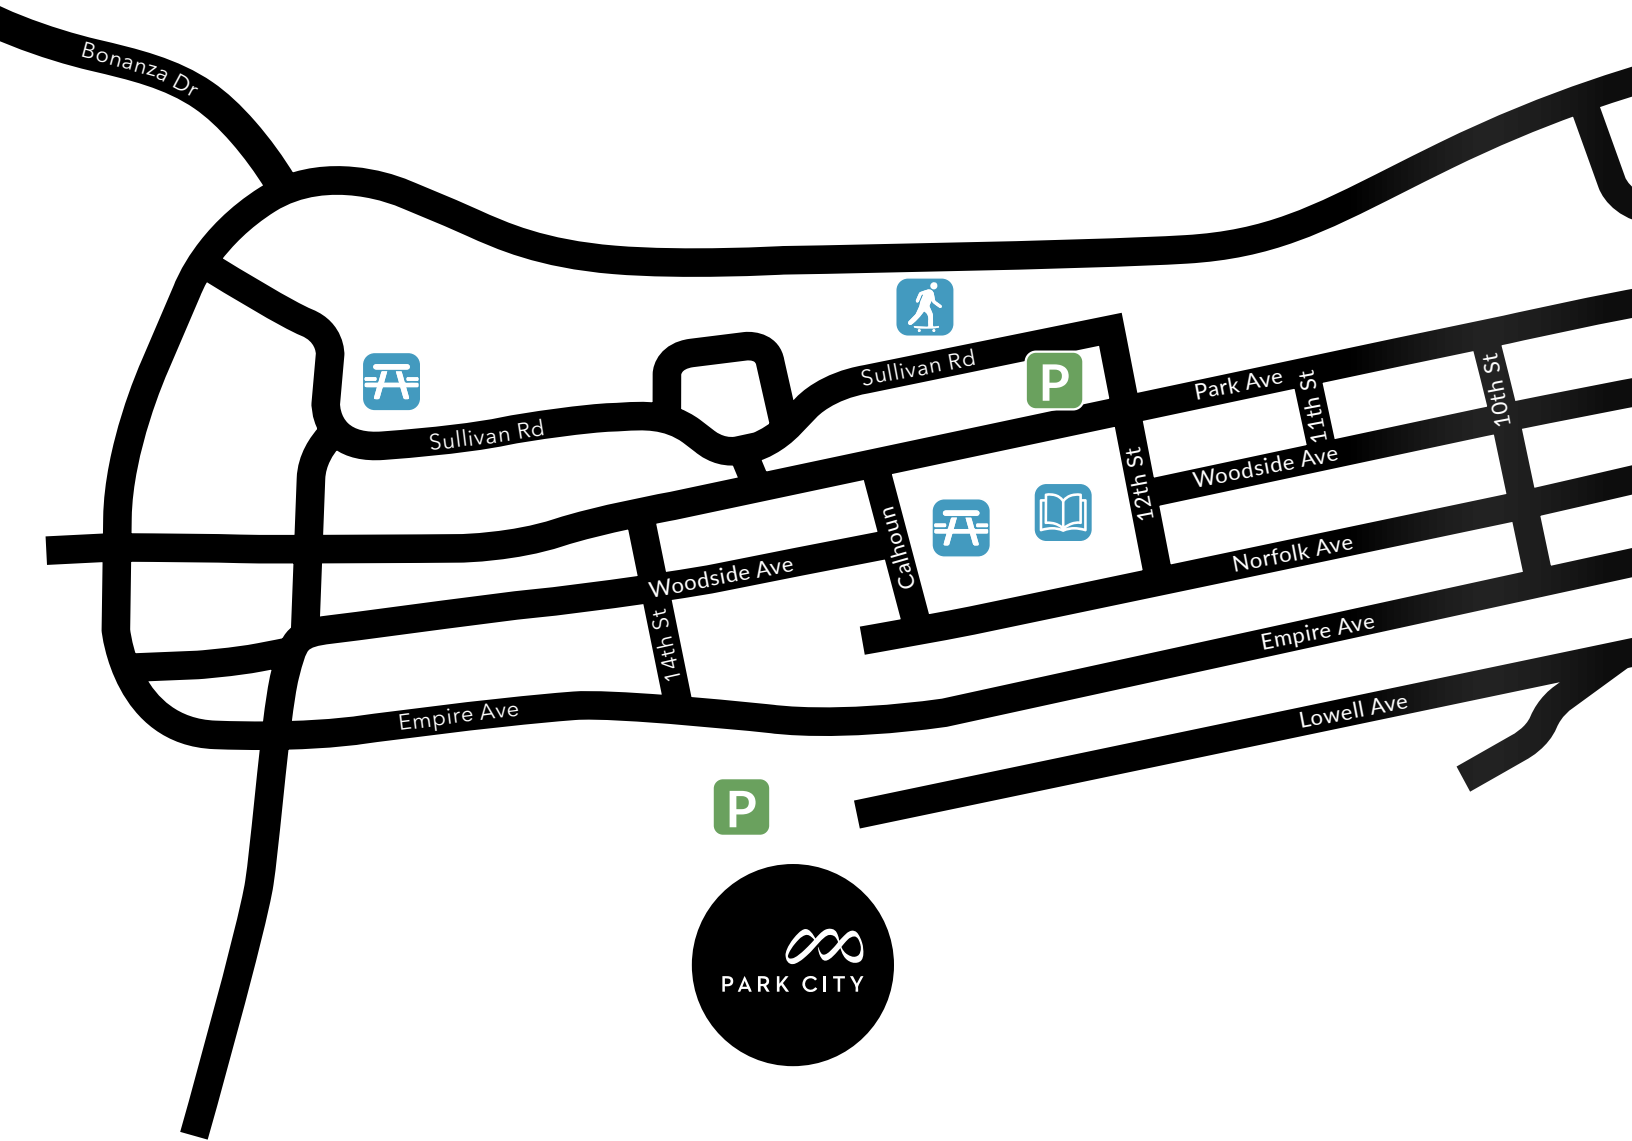 Bonanza Dr
Sullivan Rd
Sullivan Rd
P
Park Ave
11th St
10th St
Woodside Ave
12th St
Calhoun
Woodside Ave
14th St
Norfolk Ave
Empire Ave
Empire Ave
Lowell Ave
P
PARK CITY